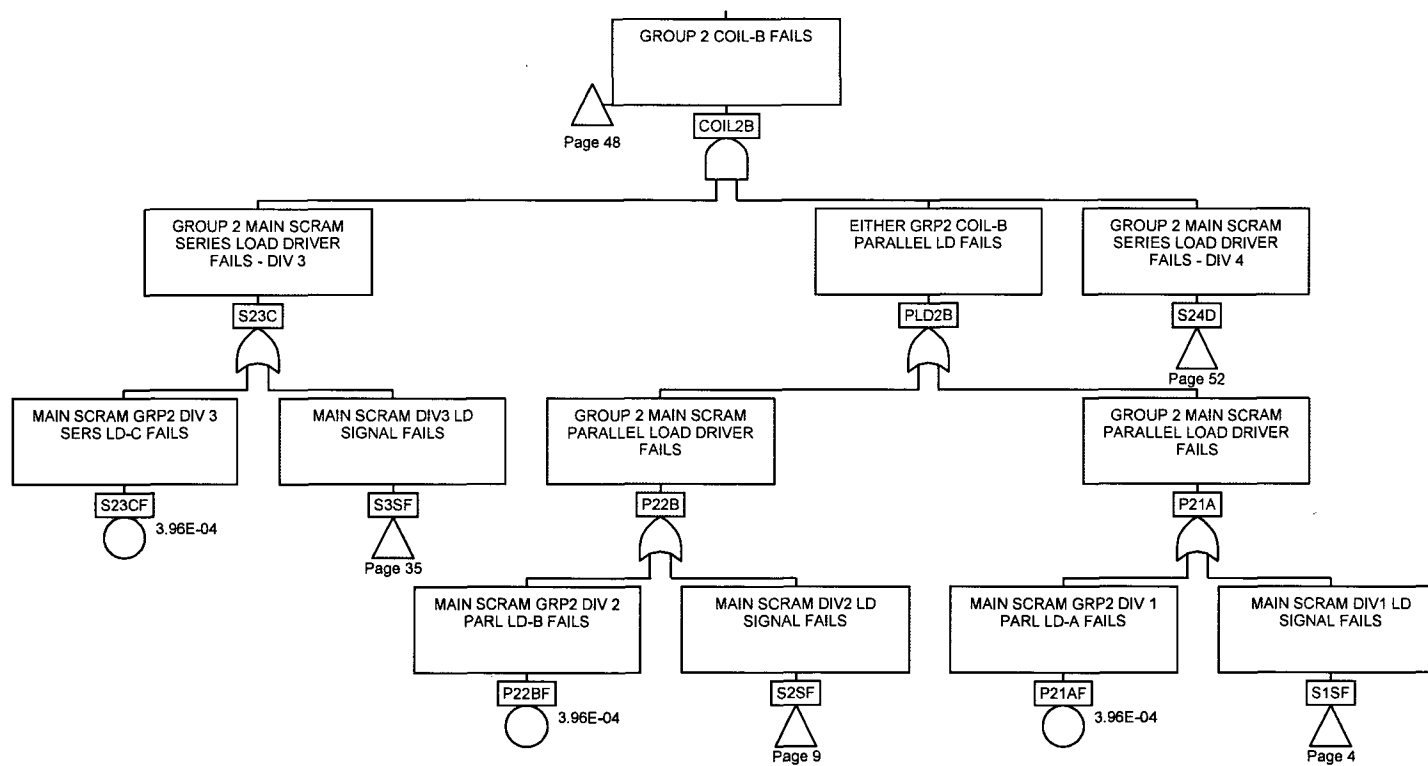 GROUP 2 COIL-B FAILS
Page 48
COIL2B
GROUP 2 MAIN SCRAM
SERIES LOAD DRIVER
FAILS - DIV 3
S23C
EITHER GRP2 COIL-B
PARALLEL LD FAILS
PLD2B
GROUP 2 MAIN SCRAM
SERIES LOAD DRIVER
FAILS - DIV 4
S24D
Page 52
MAIN SCRAM GRP2 DIV 3
SERS LD-C FAILS
S23CF
3.96E-04
MAIN SCRAM DIV3 LD
SIGNAL FAILS
S3SF
Page 35
GROUP 2 MAIN SCRAM
PARALLEL LOAD DRIVER
FAILS
P22B
GROUP 2 MAIN SCRAM
PARALLEL LOAD DRIVER
FAILS
P21A
MAIN SCRAM GRP2 DIV 2
PARL LD-B FAILS
P22BF
3.96E-04
MAIN SCRAM DIV2 LD
SIGNAL FAILS
S2SF
Page 9
MAIN SCRAM GRP2 DIV 1
PARL LD-A FAILS
P21AF
3.96E-04
MAIN SCRAM DIV1 LD
SIGNAL FAILS
S1SF
Page 4